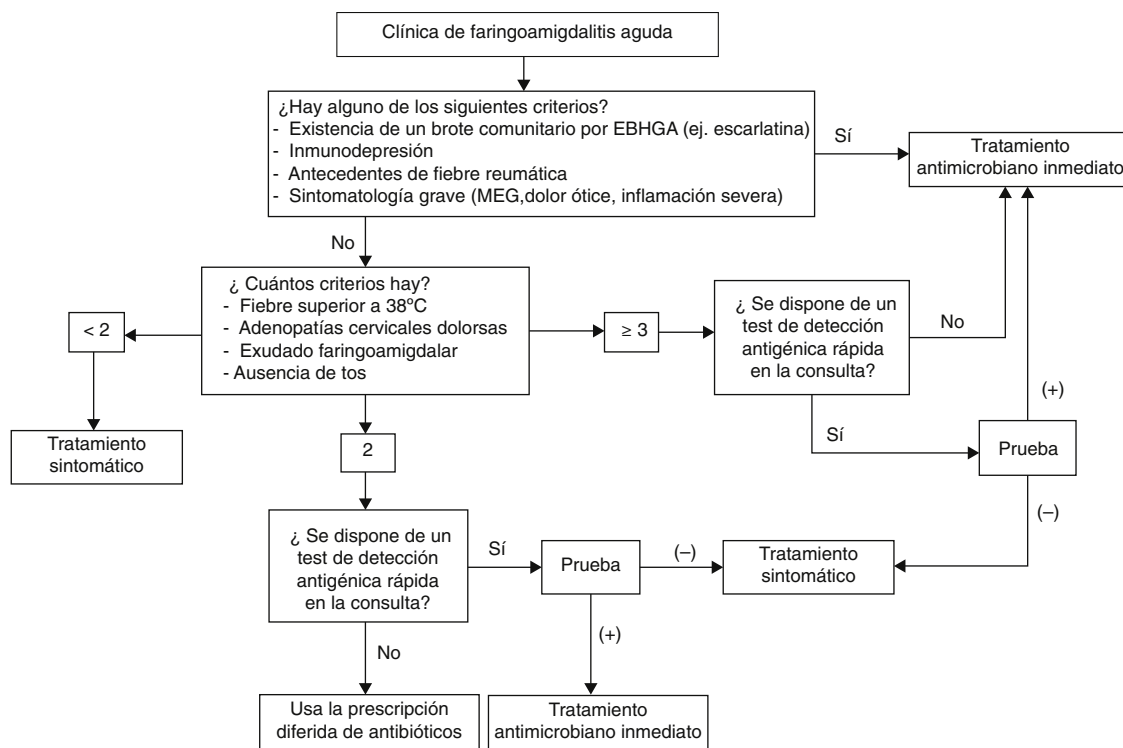 Clínica de faringoamigdalitis aguda
¿Hay alguno de los siguientes criterios?
- Existencia de un brote comunitario por EBHGA (ej. escarlatina)
- Inmunodepresión
- Antecedentes de fiebre reumática
- Sintomatología grave (MEG,dolor ótice, inflamación severa)
Sí
Tratamiento
antimicrobiano inmediato
No
¿ Cuántos criterios hay?
- Fiebre superior a 38ºC
- Adenopatías cervicales dolorsas
- Exudado faringoamigdalar
- Ausencia de tos
< 2
≥ 3
¿ Se dispone de un
test de detección
antigénica rápida
en la consulta?
No
Sí
(+)
Prueba
(–)
Tratamiento
sintomático
2
¿ Se dispone de un
test de detección
antigénica rápida
en la consulta?
Sí
Prueba
(–)
Tratamiento
sintomático
(+)
No
Usa la prescripción
diferida de antibióticos
Tratamiento
antimicrobiano inmediato